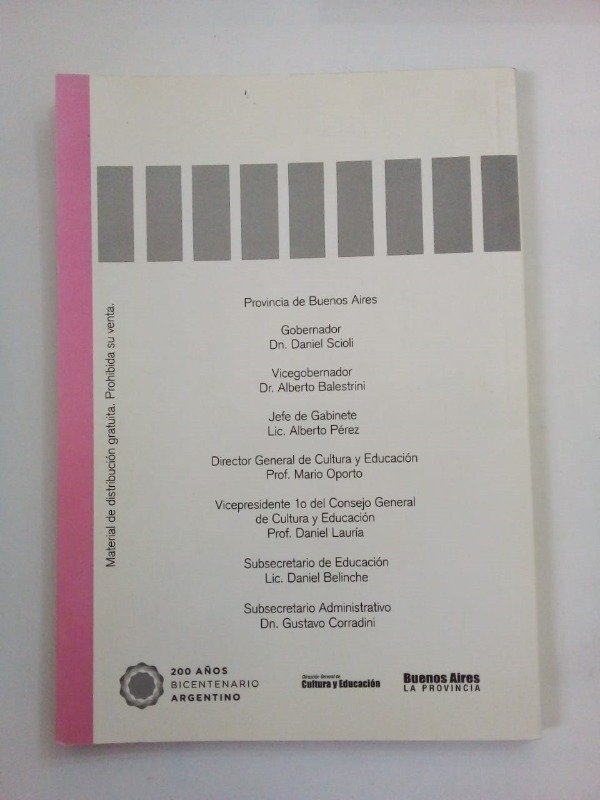 Material de distribución gratuita. Prohibida su venta.
Provincia de Buenos Aires
Gobernador
Dn. Daniel Scioli
Vicegobernador
Dr. Alberto Balestrini
Jefe de Gabinete
Lic. Alberto Pérez
Director General de Cultura y Educación
Prof. Mario Oporto
Vicepresidente 1o del Consejo General
de Cultura y Educación
Prof. Daniel Lauría
Subsecretario de Educación
Lic. Daniel Belinche
Subsecretario Administrativo
Dn. Gustavo Corradini
200 AÑOS
BICENTENARIO
ARGENTINO
Dirección General de
Cultura y Educación
Buenos Aires
LA PROVINCIA